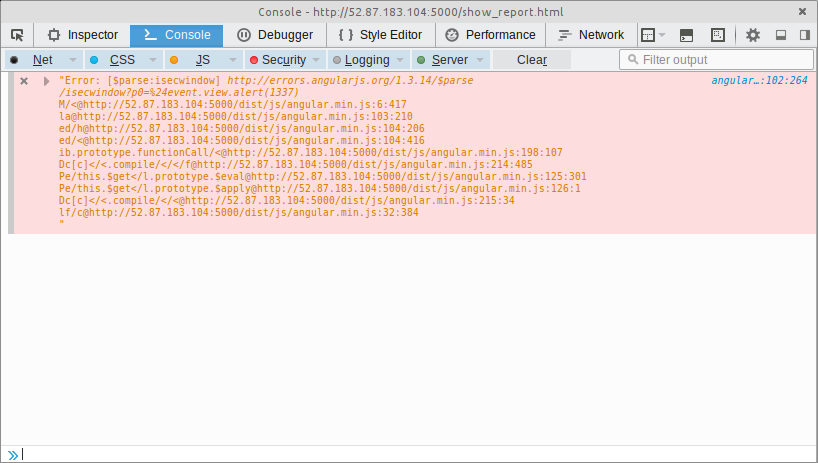 Console - http://52.87.183.104:5000/show_report.html
Inspector Console Debugger { } Style Editor Performance Network
Net CSS JS Security Logging Server Clear Filter output
"Error: [$parse:isecwindow] http://errors.angularjs.org/1.3.14/$parse angular…:102:264
/isecwindow?p0=%24event.view.alert(1337)
M/<@http://52.87.183.104:5000/dist/js/angular.min.js:6:417
la@http://52.87.183.104:5000/dist/js/angular.min.js:103:210
ed/h@http://52.87.183.104:5000/dist/js/angular.min.js:104:206
ed/<@http://52.87.183.104:5000/dist/js/angular.min.js:104:416
ib.prototype.functionCall/<@http://52.87.183.104:5000/dist/js/angular.min.js:198:107
Dc[c]</<.compile/</</f@http://52.87.183.104:5000/dist/js/angular.min.js:214:485
Pe/this.$get</l.prototype.$eval@http://52.87.183.104:5000/dist/js/angular.min.js:125:301
Pe/this.$get</l.prototype.$apply@http://52.87.183.104:5000/dist/js/angular.min.js:126:1
Dc[c]</<.compile/</<@http://52.87.183.104:5000/dist/js/angular.min.js:215:34
lf/c@http://52.87.183.104:5000/dist/js/angular.min.js:32:384
"